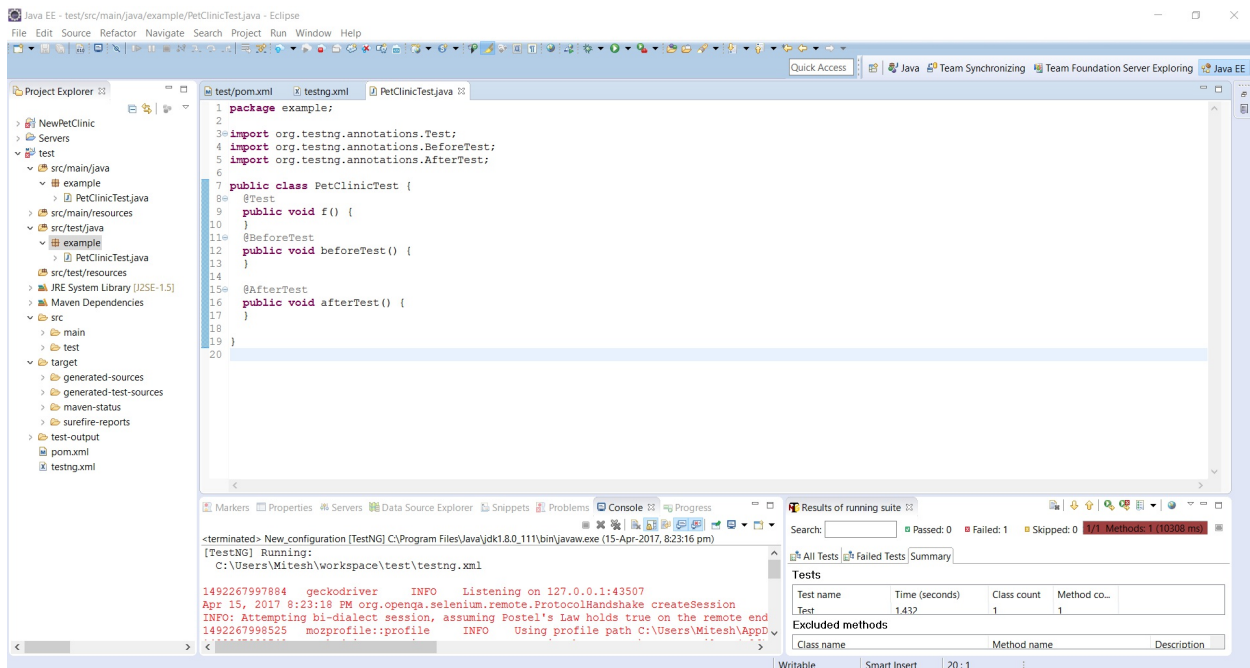 Java EE - test/src/main/java/example/PetClinicTest.java - Eclipse
File Edit Source Refactor Navigate Search Project Run Window Help
Quick Access Java Team Synchronizing Team Foundation Server Exploring Java EE
Project Explorer
NewPetClinic
Servers
test
src/main/java
example
PetClinicTest.java
src/main/resources
src/test/java
example
PetClinicTest.java
src/test/resources
JRE System Library [J2SE-1.5]
Maven Dependencies
src
main
test
target
generated-sources
generated-test-sources
maven-status
surefire-reports
test-output
pom.xml
testng.xml
test/pom.xml testng.xml PetClinicTest.java
1 package example;
2
3 import org.testng.annotations.Test;
4 import org.testng.annotations.BeforeTest;
5 import org.testng.annotations.AfterTest;
6
7 public class PetClinicTest {
8 @Test
9 public void f() {
10 }
11 @BeforeTest
12 public void beforeTest() {
13 }
14
15 @AfterTest
16 public void afterTest() {
17 }
18
19 }
20
Markers Properties Servers Data Source Explorer Snippets Problems Console Progress
<terminated> New_configuration [TestNG] C:\Program Files\Java\jdk1.8.0_111\bin\javaw.exe (15-Apr-2017, 8:23:16 pm)
[TestNG] Running:
C:\Users\Mitesh\workspace\test\testng.xml
1492267997884 geckodriver INFO Listening on 127.0.0.1:43507
Apr 15, 2017 8:23:18 PM org.openqa.selenium.remote.ProtocolHandshake createSession
INFO: Attempting bi-dialect session, assuming Postel's Law holds true on the remote end
1492267998525 mozprofile::profile INFO Using profile path C:\Users\Mitesh\AppD
Results of running suite
Search: Passed: 0 Failed: 1 Skipped: 0 1/1 Methods: 1 (10308 ms)
All Tests Failed Tests Summary
Tests
Test name Time (seconds) Class count Method co...
Test 1.432 1 1
Excluded methods
Class name Method name Description
Writable Smart Insert 20 : 1